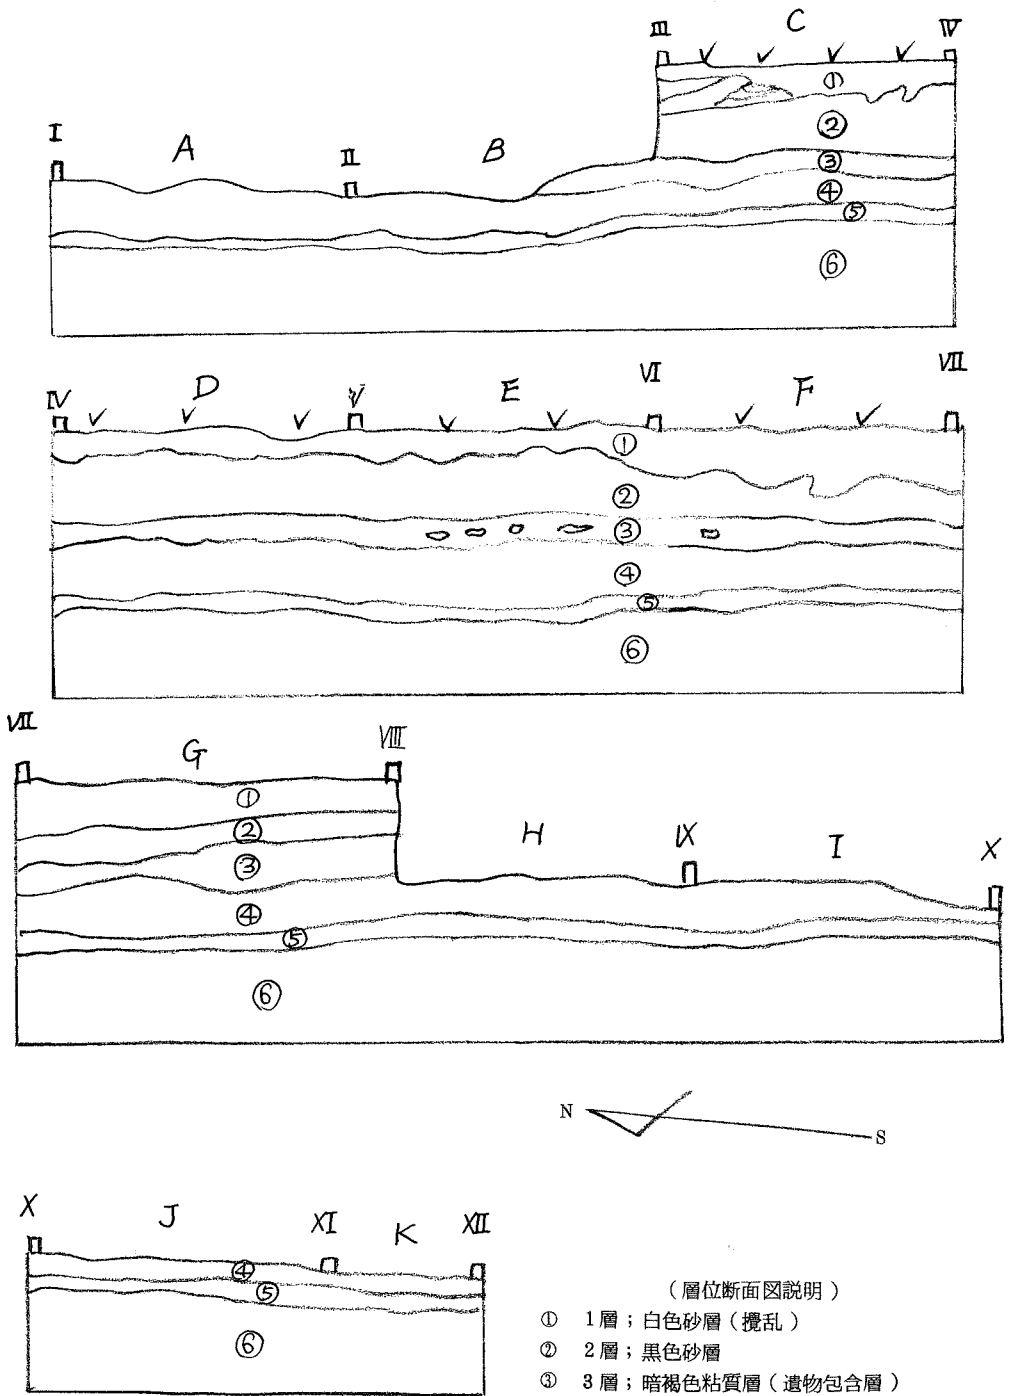 III C IV
①
I A II B ②
③
④
⑤
⑥
IV D V E VI F VII
①
②
③
④
⑤
⑥
VII G VIII
①
② H IX I X
③
④
⑤
⑥
N S
X J XI K XII
④
⑤
⑥
（層位断面図説明）
① 1層；白色砂層（攪乱）
② 2層；黒色砂層
③ 3層；暗褐色粘質層（遺物包含層）